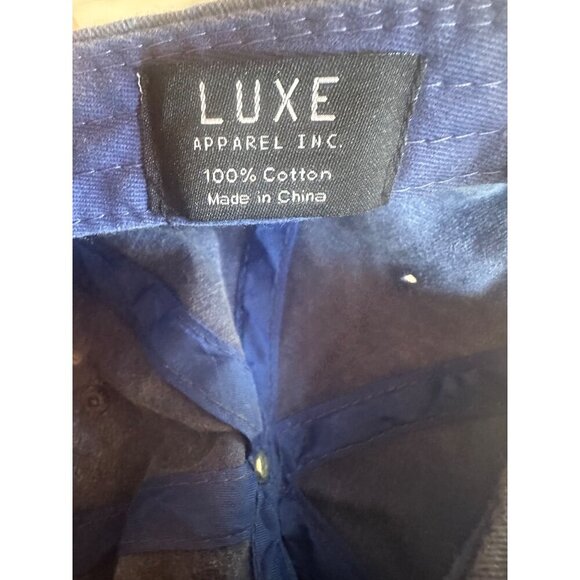 LUXE
APPAREL INC.
100% Cotton
Made in China